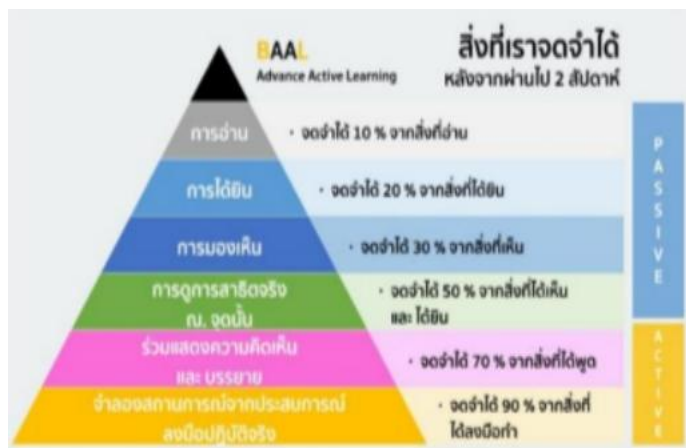 BAAL
Advance Active Learning
สิ่งที่เราจดจำได้
หลังจากผ่านไป 2 สัปดาห์
การอ่าน
· จดจำได้ 10 % จากสิ่งที่อ่าน
การได้ยิน
· จดจำได้ 20 % จากสิ่งที่ได้ยิน
การมองเห็น
· จดจำได้ 30 % จากสิ่งที่เห็น
การดูการสาธิตจริง
ณ. จุดนั้น
· จดจำได้ 50 % จากสิ่งที่ได้เห็น
และ ได้ยิน
ร่วมแสดงความคิดเห็น
และ บรรยาย
· จดจำได้ 70 % จากสิ่งที่ได้พูด
จำลองสถานการณ์จากประสบการณ์
ลงมือปฏิบัติจริง
· จดจำได้ 90 % จากสิ่งที่
ได้ลงมือทำ
PASSIVE
ACTIVE